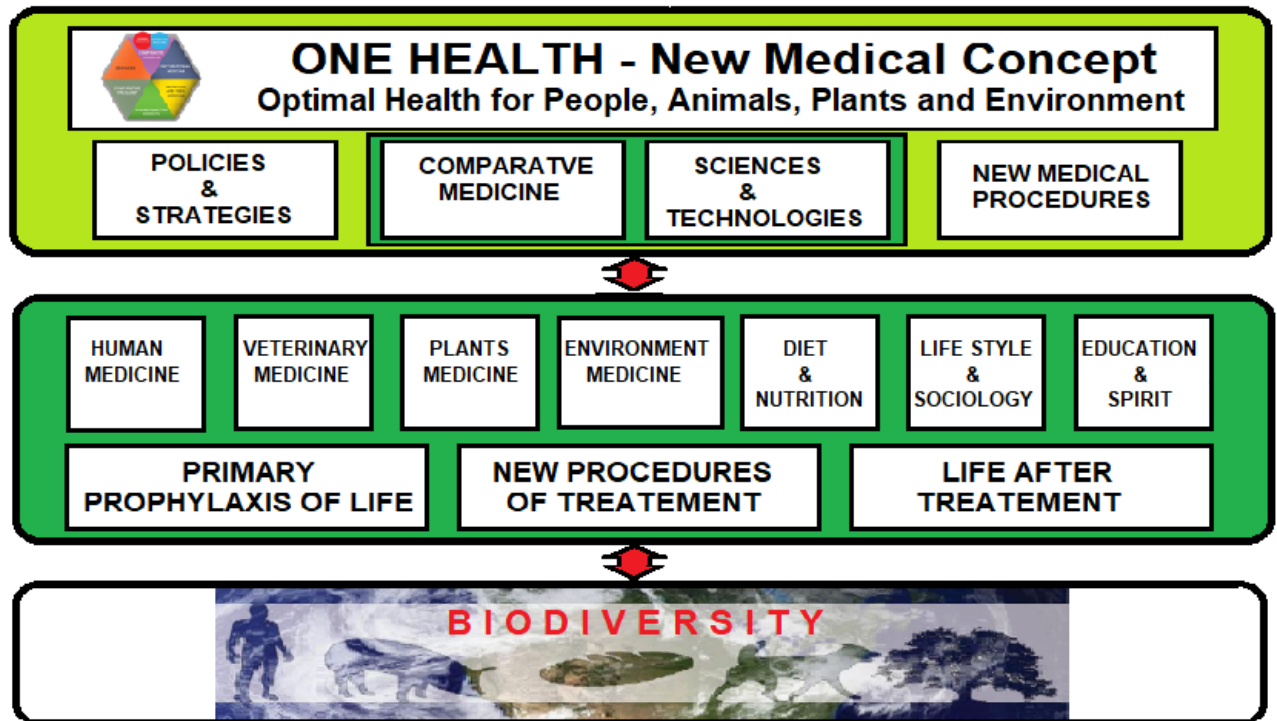 ONE HEALTH - New Medical Concept
Optimal Health for People, Animals, Plants and Environment
POLICIES
&
STRATEGIES
COMPARATVE
MEDICINE
SCIENCES
&
TECHNOLOGIES
NEW MEDICAL
PROCEDURES
HUMAN
MEDICINE
VETERINARY
MEDICINE
PLANTS
MEDICINE
ENVIRONMENT
MEDICINE
DIET
&
NUTRITION
LIFE STYLE
&
SOCIOLOGY
EDUCATION
&
SPIRIT
PRIMARY
PROPHYLAXIS OF LIFE
NEW PROCEDURES
OF TREATEMENT
LIFE AFTER
TREATEMENT
BIODIVERSITY